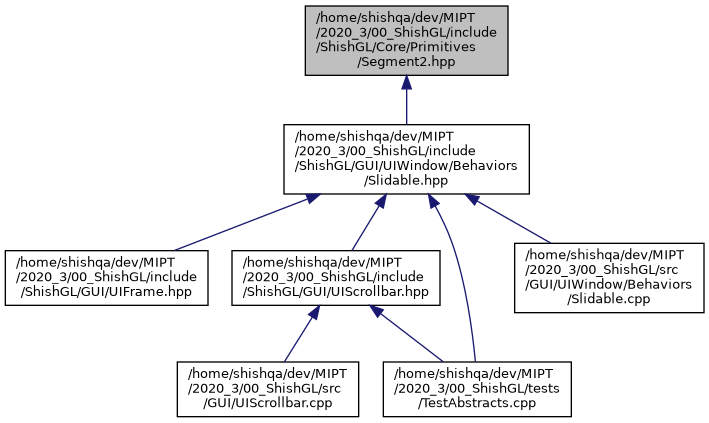 /home/shishqa/dev/MIPT
/2020_3/00_ShishGL/include
/ShishGL/Core/Primitives
/Segment2.hpp
/home/shishqa/dev/MIPT
/2020_3/00_ShishGL/include
/ShishGL/GUI/UIWindow/Behaviors
/Slidable.hpp
/home/shishqa/dev/MIPT
/2020_3/00_ShishGL/include
/ShishGL/GUI/UIFrame.hpp
/home/shishqa/dev/MIPT
/2020_3/00_ShishGL/include
/ShishGL/GUI/UIScrollbar.hpp
/home/shishqa/dev/MIPT
/2020_3/00_ShishGL/src
/GUI/UIWindow/Behaviors
/Slidable.cpp
/home/shishqa/dev/MIPT
/2020_3/00_ShishGL/src
/GUI/UIScrollbar.cpp
/home/shishqa/dev/MIPT
/2020_3/00_ShishGL/tests
/TestAbstracts.cpp